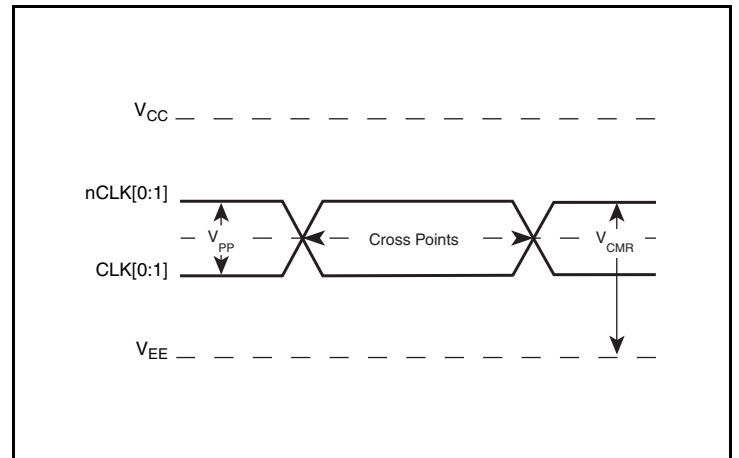 VCC
nCLK[0:1]
VPP
Cross Points
VCMR
CLK[0:1]
VEE